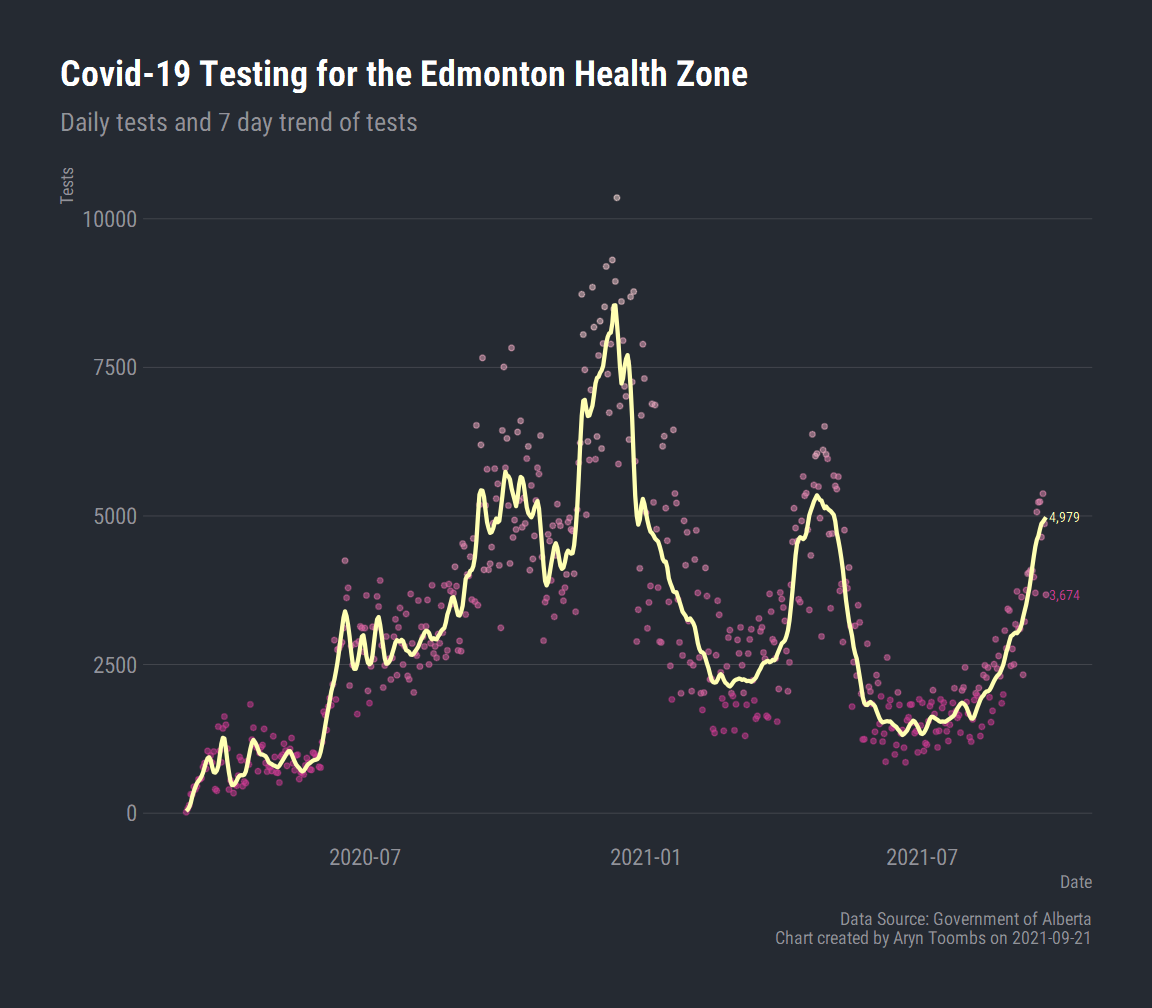 Covid-19 Testing for the Edmonton Health Zone
Daily tests and 7 day trend of tests
Tests
10000
7500
5000
2500
0
4,979
3,674
2020-07
2021-01
2021-07
Date
Data Source: Government of Alberta
Chart created by Aryn Toombs on 2021-09-21